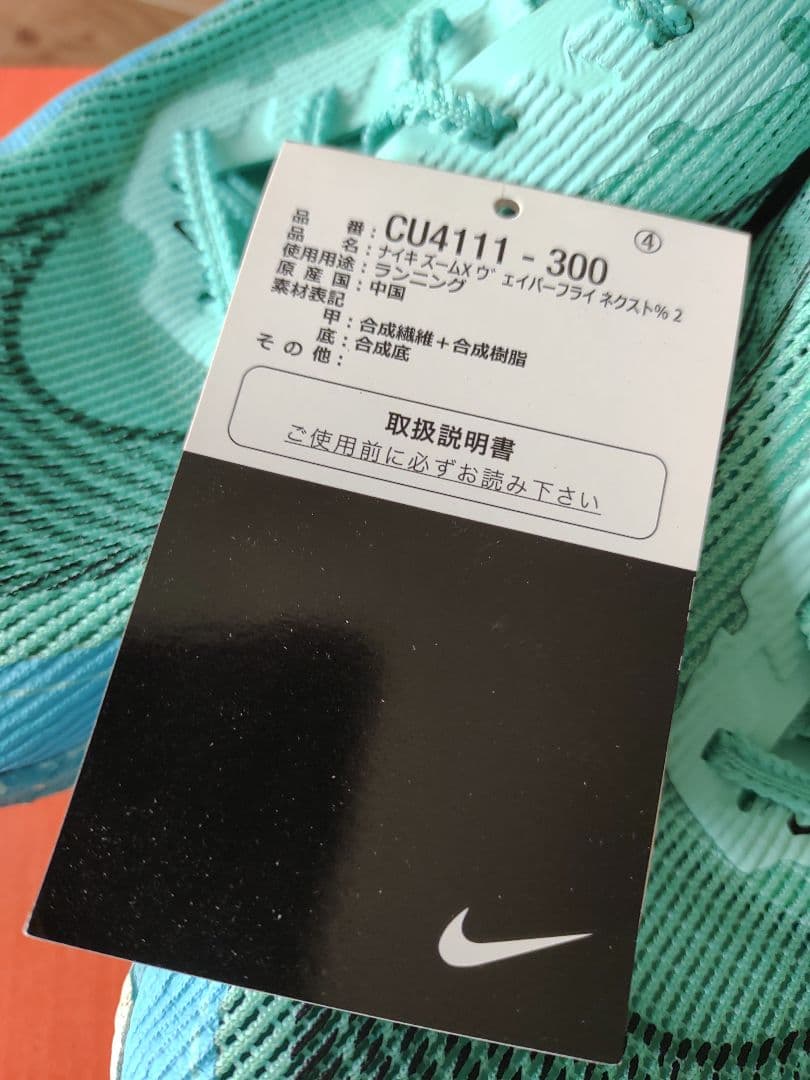 ④
品番：CU4111 - 300
品名：ナイキ ズームX ヴェイパーフライ ネクスト% 2
使用用途：ランニング
原産国：中国
素材表記
甲：合成繊維＋合成樹脂
底：合成底
その他：
取扱説明書
ご使用前に必ずお読み下さい